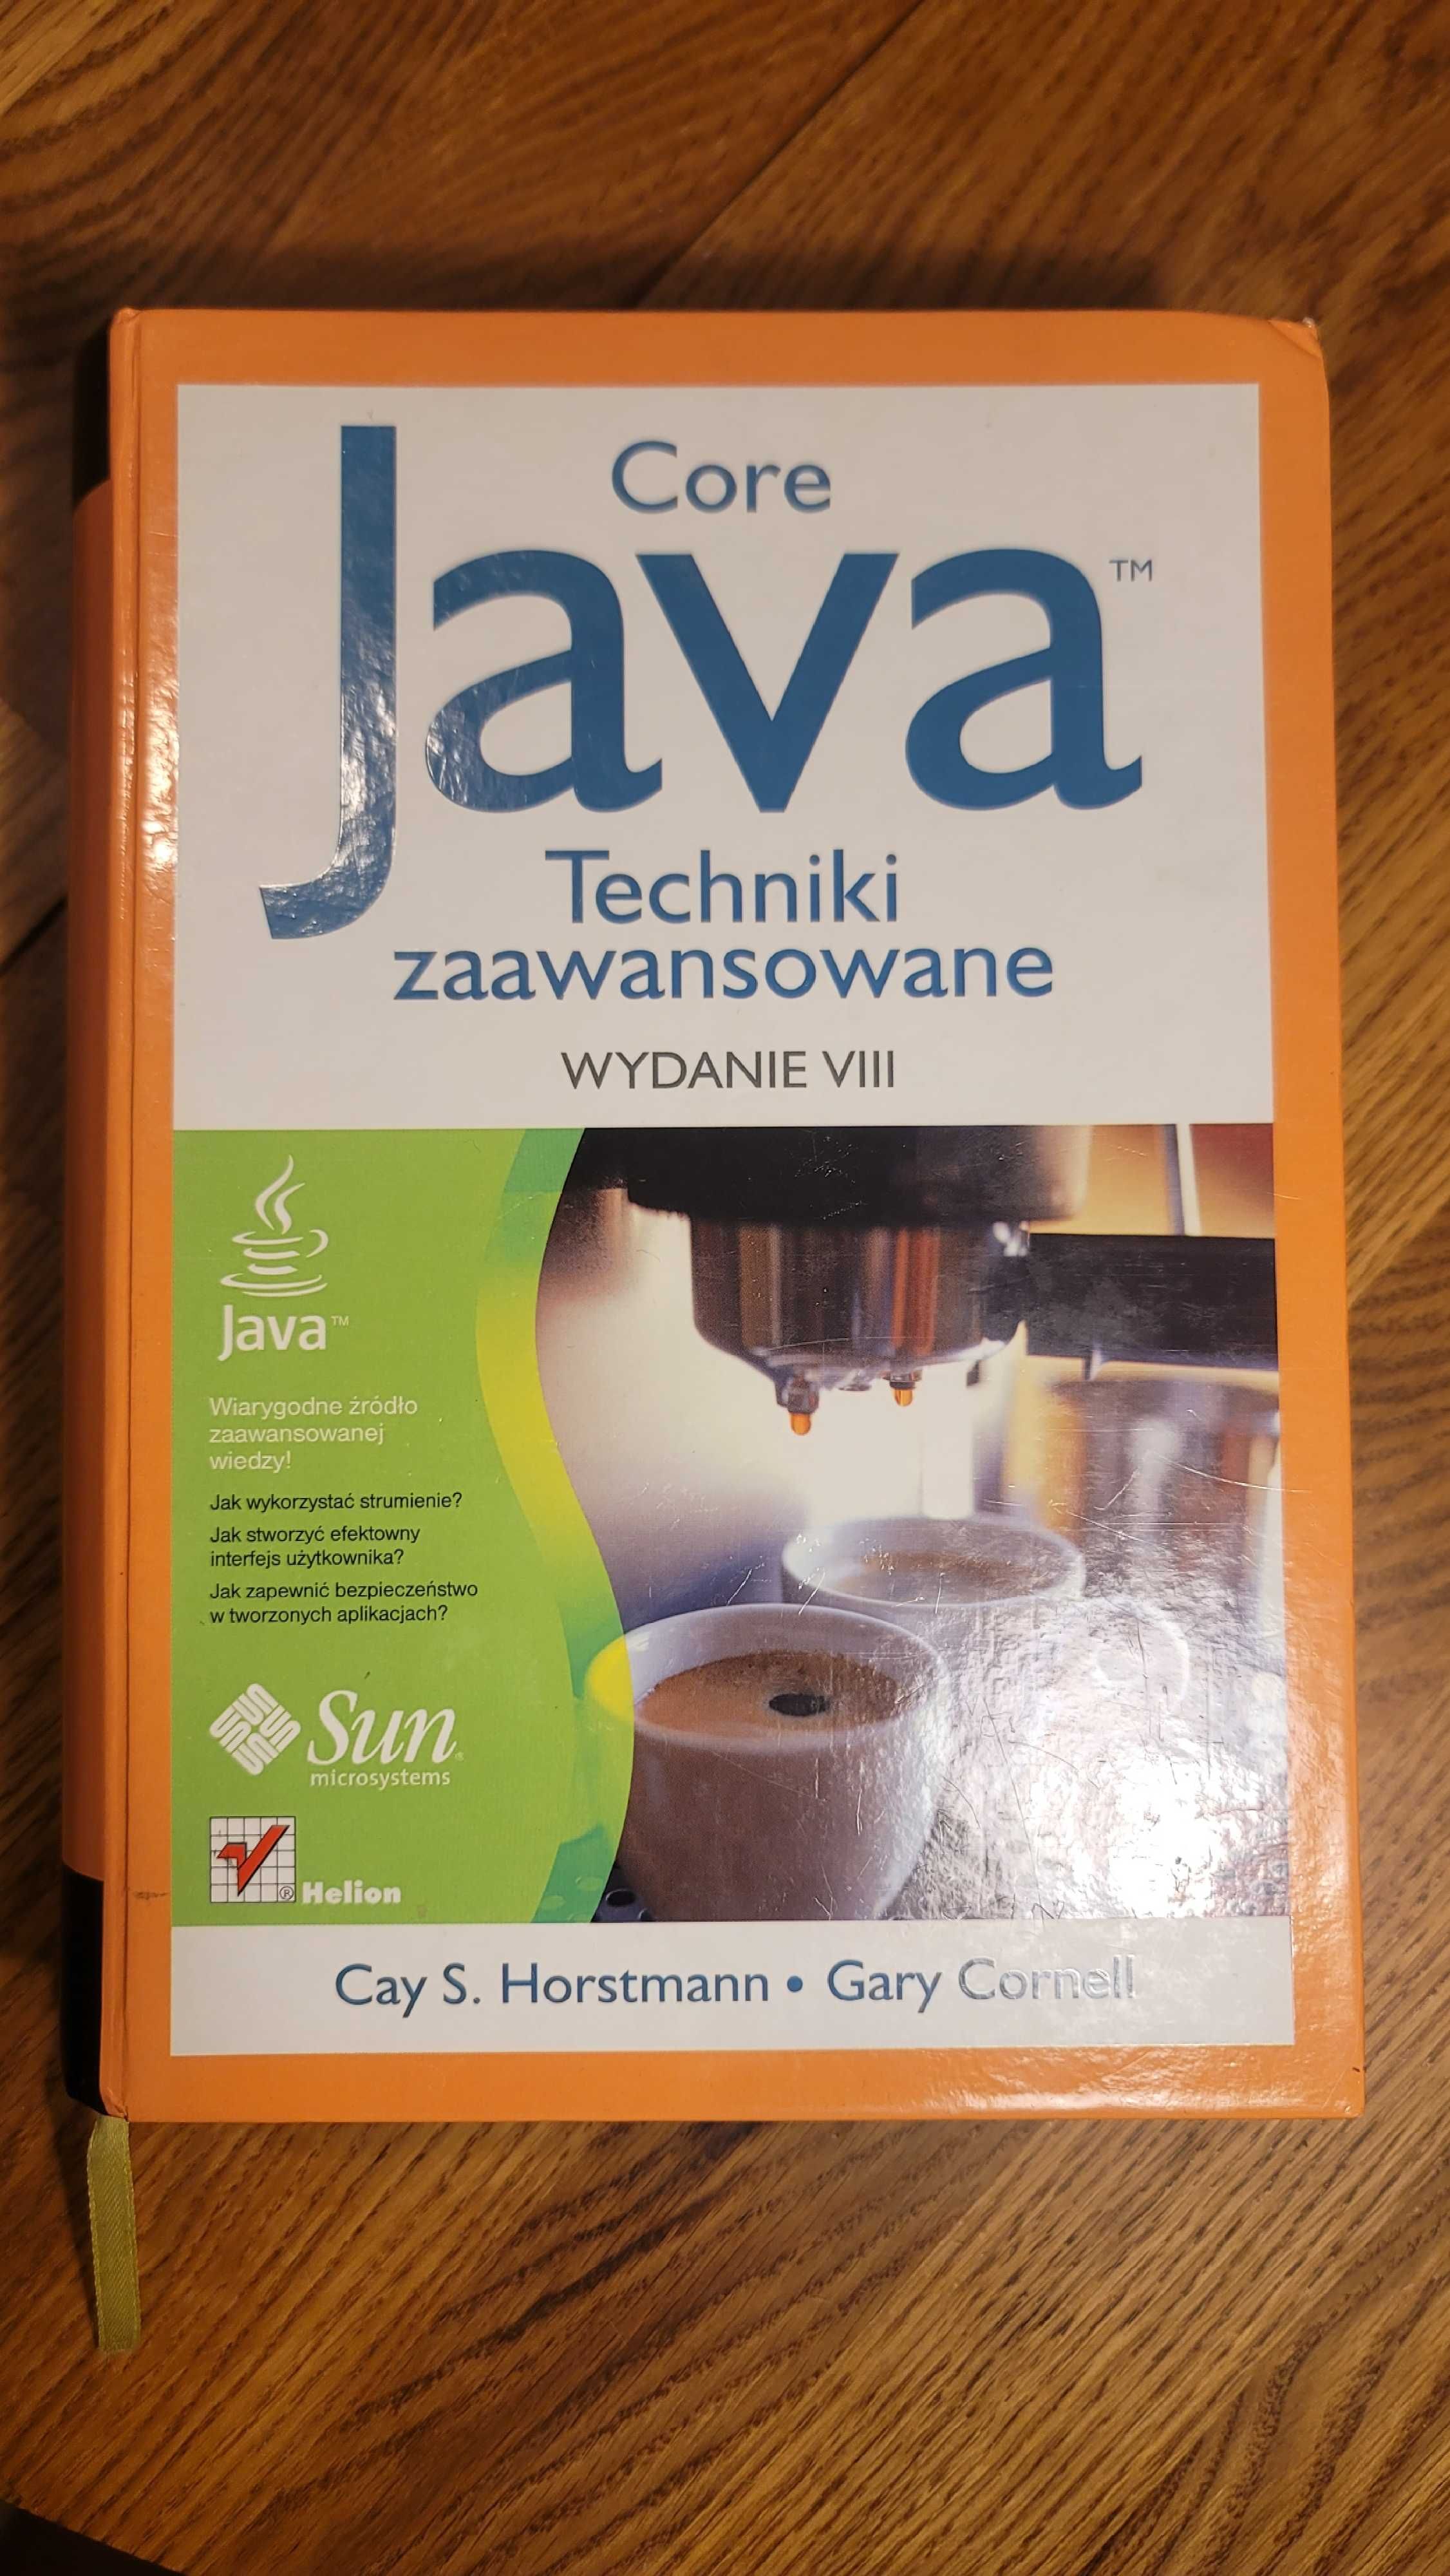 Core
Java™
Techniki
zaawansowane
WYDANIE VIII
Java™
Wiarygodne źródło
zaawansowanej
wiedzy!
Jak wykorzystać strumienie?
Jak stworzyć efektowny
interfejs użytkownika?
Jak zapewnić bezpieczeństwo
w tworzonych aplikacjach?
Sun
microsystems
® Helion
Cay S. Horstmann • Gary Cornell